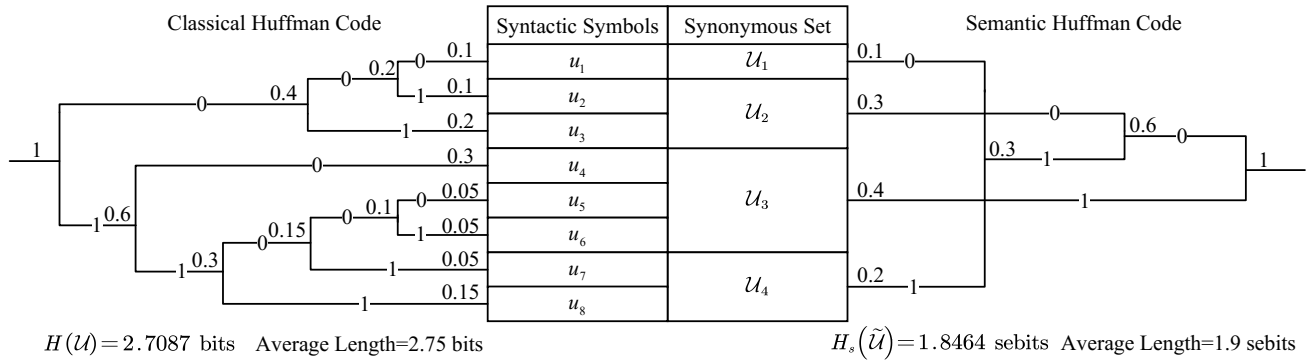 Classical Huffman Code Syntactic Symbols Synonymous Set Semantic Huffman Code
0.1 u₁ 𝒰₁ 0.1
0 0
0.2
0
0.1 u₂
1
0.4
0
0.3 𝒰₂
0
0.6
0
0.2 u₃
1
1
0.3 1
1
0.3 u₄
0
0.05 u₅ 𝒰₃ 0.4
0 1
0.1
0
0.6
1
0.05 u₆
1
0.15
0
0.3
1
0.05 u₇
1
𝒰₄ 0.2
1
0.15 u₈
1
H(𝒰)=2.7087 bits Average Length=2.75 bits
Hₛ(𝒰̃)=1.8464 sebits Average Length=1.9 sebits